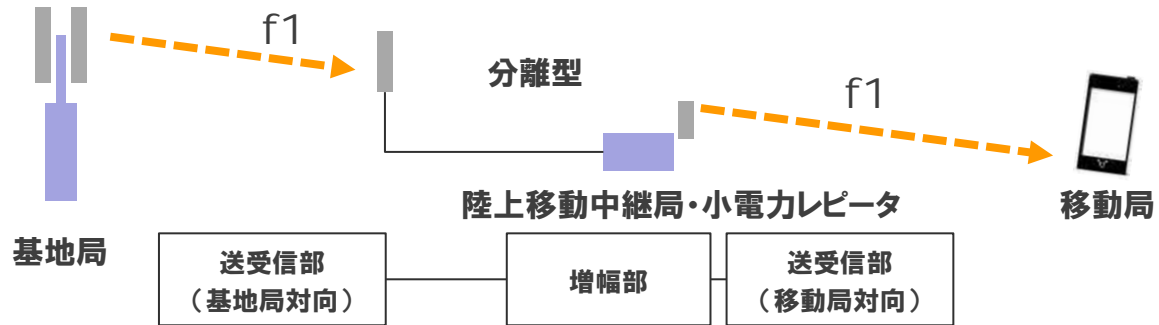 f1
分離型
f1
陸上移動中継局・小電力レピータ
移動局
基地局
送受信部
（基地局対向）
増幅部
送受信部
（移動局対向）